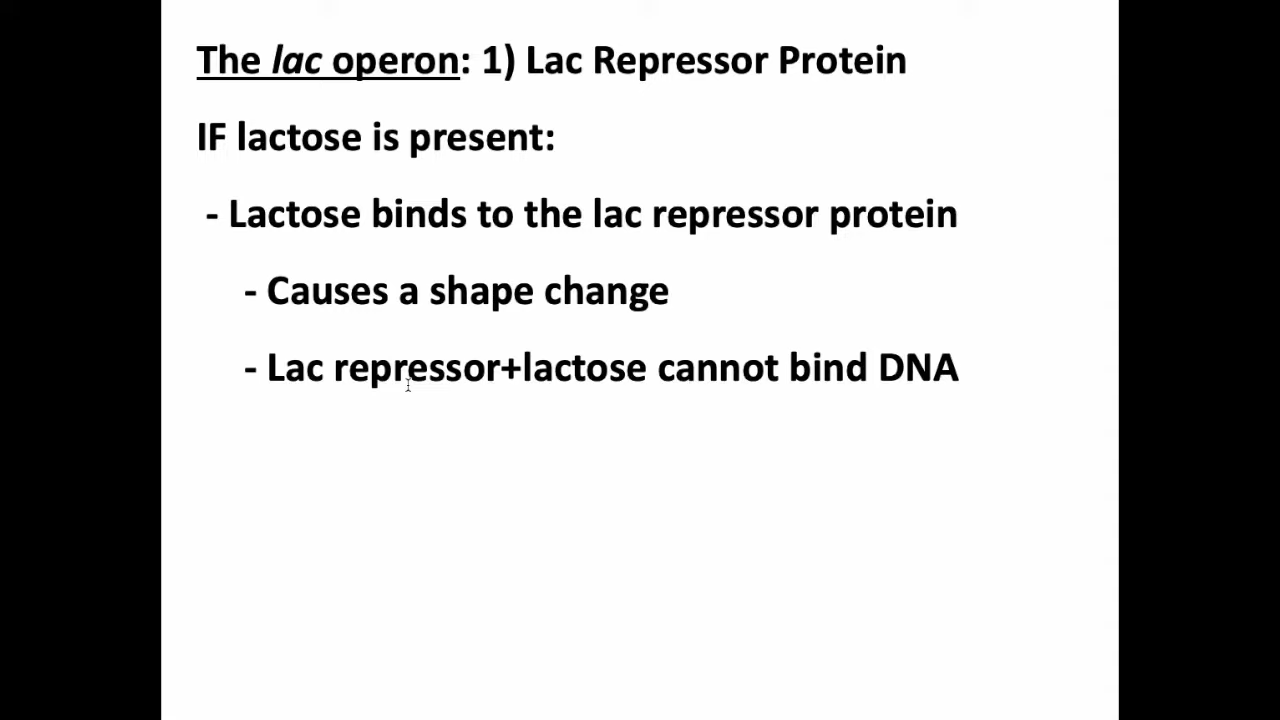 The lac operon: 1) Lac Repressor Protein
IF lactose is present:
- Lactose binds to the lac repressor protein
- Causes a shape change
- Lac repressor+lactose cannot bind DNA